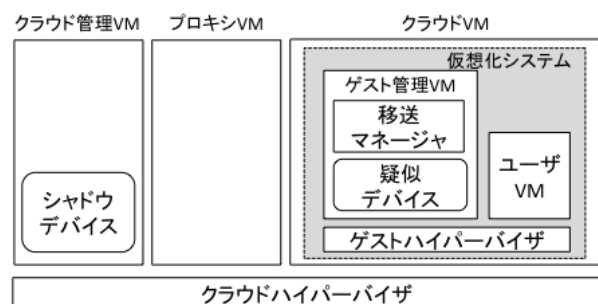 クラウド管理VM
プロキシVM
クラウドVM
仮想化システム
ゲスト管理VM
移送
マネージャ
疑似
デバイス
ユーザ
VM
シャドウ
デバイス
ゲストハイパーバイザ
クラウドハイパーバイザ